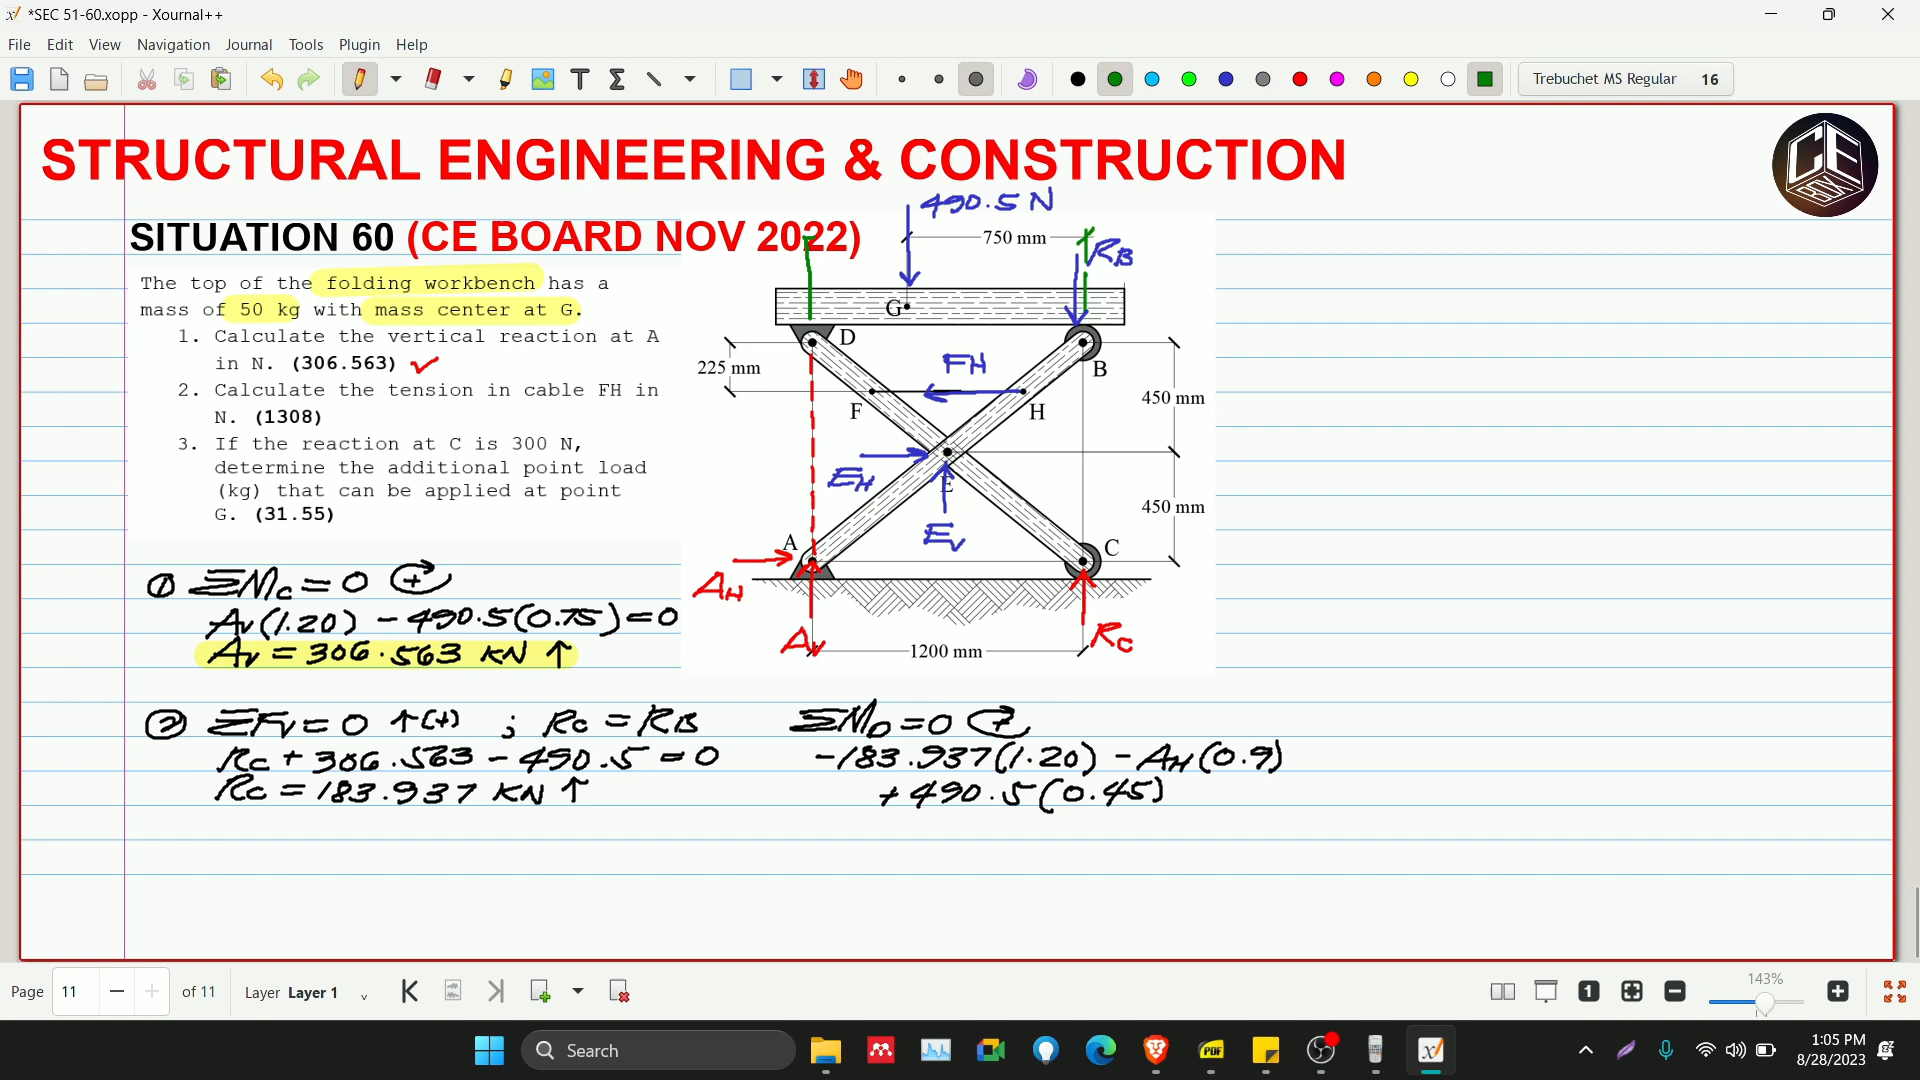 *SEC 51-60.xopp - Xournal++
File Edit View Navigation Journal Tools Plugin Help
Trebuchet MS Regular 16
STRUCTURAL ENGINEERING & CONSTRUCTION
CE
BOX
SITUATION 60 (CE BOARD NOV 2022)
The top of the folding workbench has a
mass of 50 kg with mass center at G.
1. Calculate the vertical reaction at A
in N. (306.563) ✓
2. Calculate the tension in cable FH in
N. (1308)
3. If the reaction at C is 300 N,
determine the additional point load
(kg) that can be applied at point
G. (31.55)
490.5 N
750 mm
RB
G
D
B
225 mm
FH
F
H
450 mm
EH
E
EV
450 mm
A
C
AH
AV
RC
1200 mm
① ΣMc = 0
Av(1.20) - 490.5(0.75) = 0
Av = 306.563 KN ↑
② ΣFv = 0 ↑(+) ; Rc = RB
Rc + 306.563 - 490.5 = 0
Rc = 183.937 KN ↑
ΣMD = 0
-183.937(1.20) - AH(0.9)
+ 490.5(0.45)
Page 11 of 11 Layer Layer 1
143%
Search
PDF
1:05 PM
8/28/2023